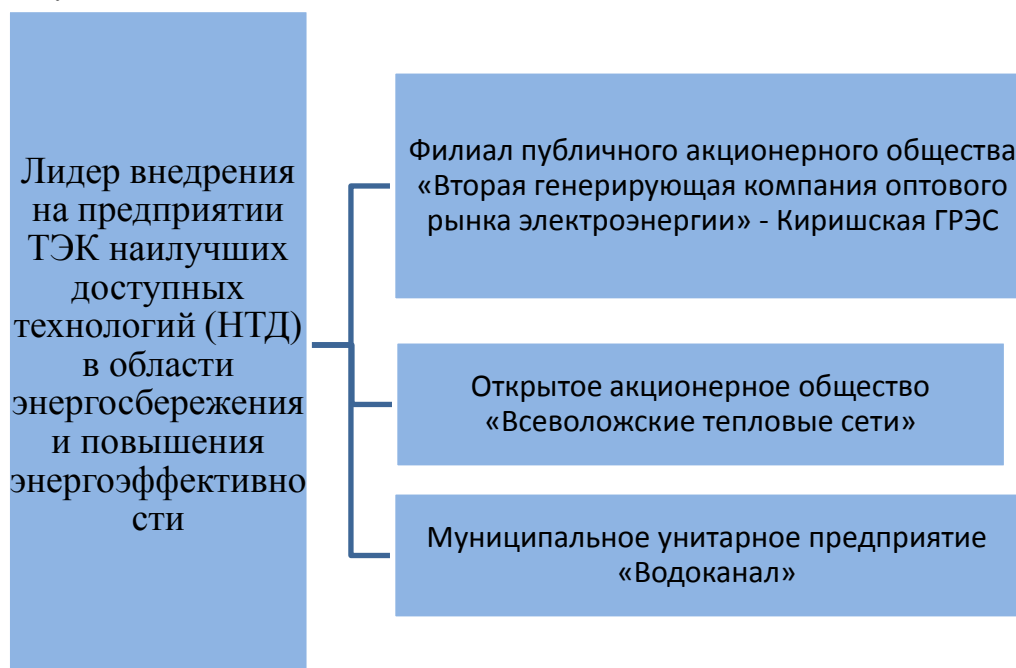 Лидер внедрения
на предприятии
ТЭК наилучших
доступных
технологий (НТД)
в области
энергосбережения
и повышения
энергоэффективно
сти
Филиал публичного акционерного общества
«Вторая генерирующая компания оптового
рынка электроэнергии» - Киришская ГРЭС
Открытое акционерное общество
«Всеволожские тепловые сети»
Муниципальное унитарное предприятие
«Водоканал»